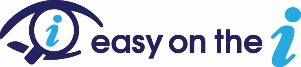 i easy on the i